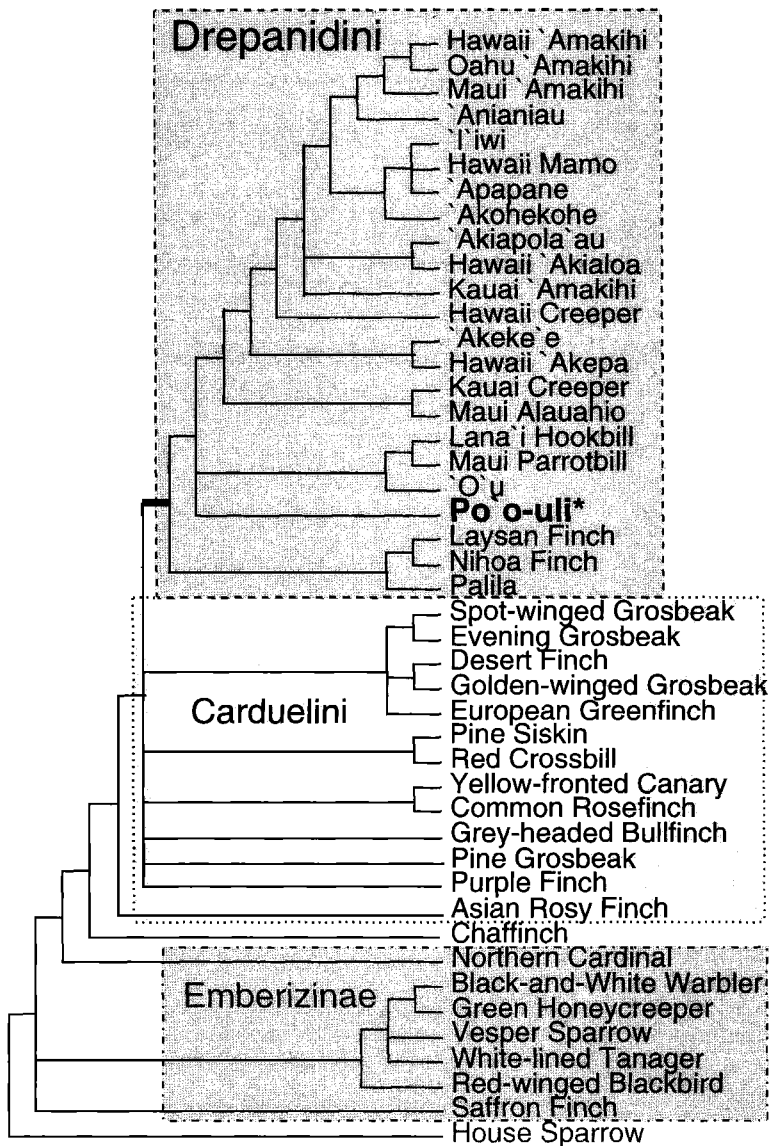 Drepanidini
Hawaii `Amakihi
Oahu `Amakihi
Maui `Amakihi
`Anianiau
`I`iwi
Hawaii Mamo
`Apapane
`Akohekohe
`Akiapola`au
Hawaii `Akialoa
Kauai `Amakihi
Hawaii Creeper
`Akeke`e
Hawaii `Akepa
Kauai Creeper
Maui Alauahio
Lana`i Hookbill
Maui Parrotbill
`O`u
Po`o-uli*
Laysan Finch
Nihoa Finch
Palila
Spot-winged Grosbeak
Evening Grosbeak
Desert Finch
Golden-winged Grosbeak
Carduelini
European Greenfinch
Pine Siskin
Red Crossbill
Yellow-fronted Canary
Common Rosefinch
Grey-headed Bullfinch
Pine Grosbeak
Purple Finch
Asian Rosy Finch
Chaffinch
Northern Cardinal
Emberizinae
Black-and-White Warbler
Green Honeycreeper
Vesper Sparrow
White-lined Tanager
Red-winged Blackbird
Saffron Finch
House Sparrow